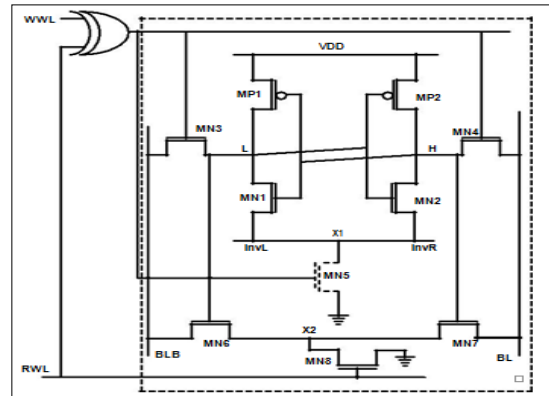 WWL
VDD
MP1
MP2
MN3
MN4
L
H
MN1
MN2
X1
InvL
InvR
MN5
X2
MN6
MN7
BLB
MN8
BL
RWL